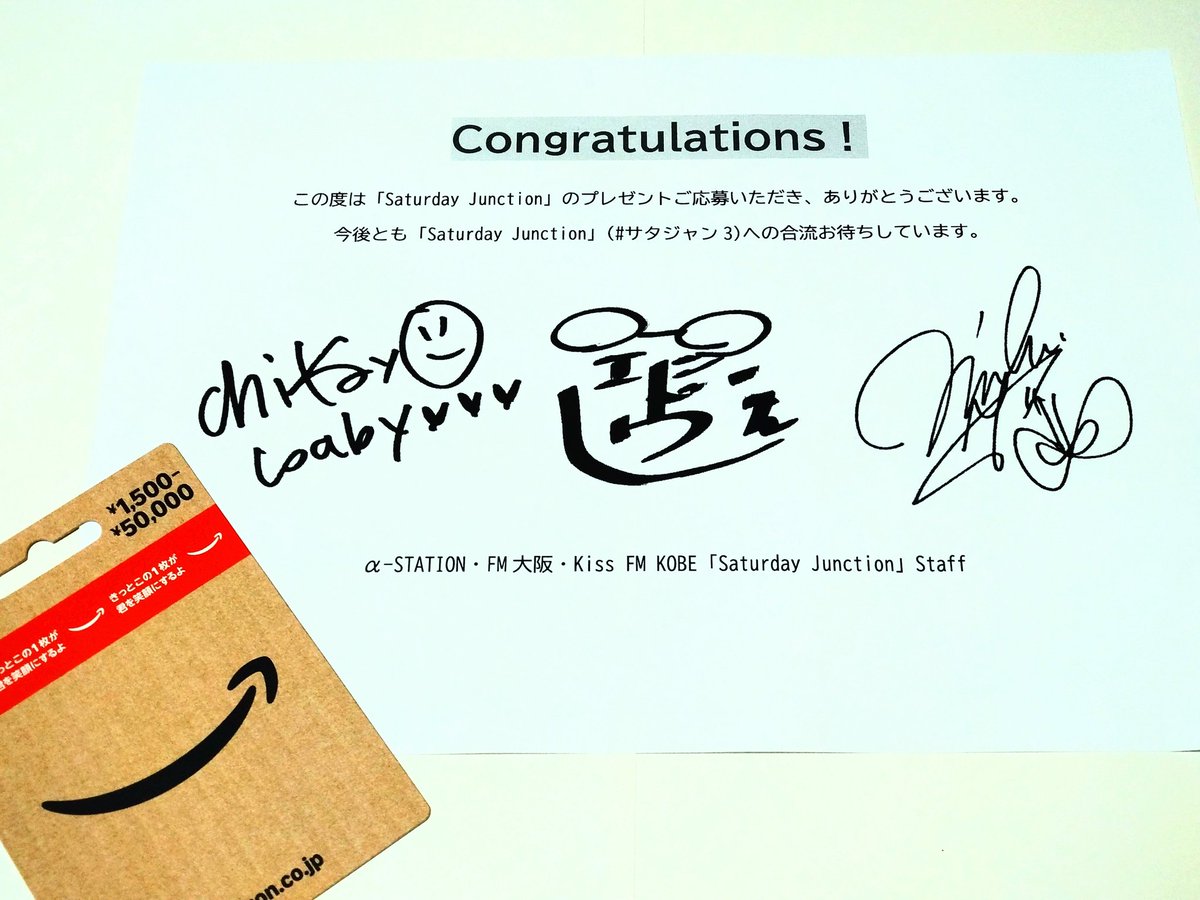 Congratulations!
この度は「Saturday Junction」のプレゼントご応募いただき、ありがとうございます。
今後とも「Saturday Junction」(#サタジャン3)への合流お待ちしています。
α-STATION・FM大阪・Kiss FM KOBE「Saturday Junction」Staff
¥1,500-
¥50,000
きっとこの1枚が
君を笑顔にするよ
っとこの1枚が
君を笑顔にするよ
on.co.jp